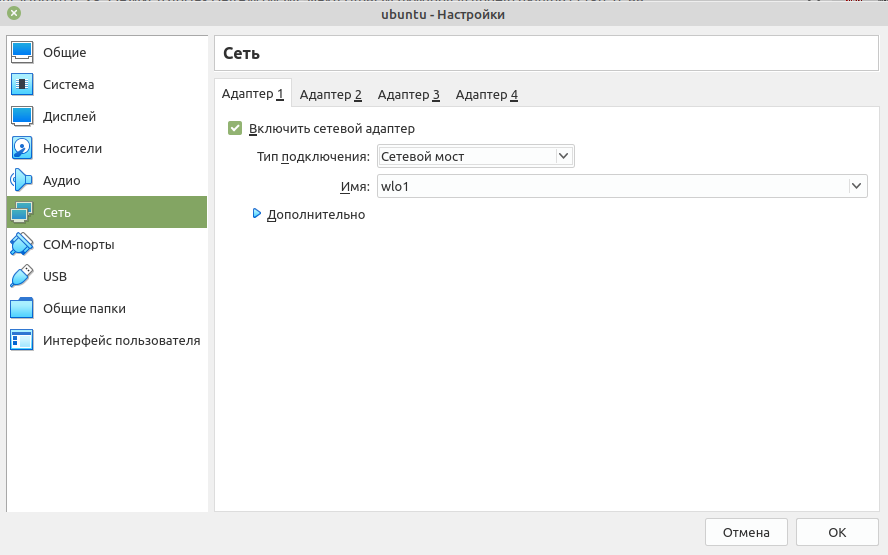 ubuntu - Настройки
Общие
Система
Дисплей
Носители
Аудио
Сеть
COM-порты
USB
Общие папки
Интерфейс пользователя
Сеть
Адаптер 1 Адаптер 2 Адаптер 3 Адаптер 4
Включить сетевой адаптер
Тип подключения: Сетевой мост
Имя: wlo1
Дополнительно
Отмена OK